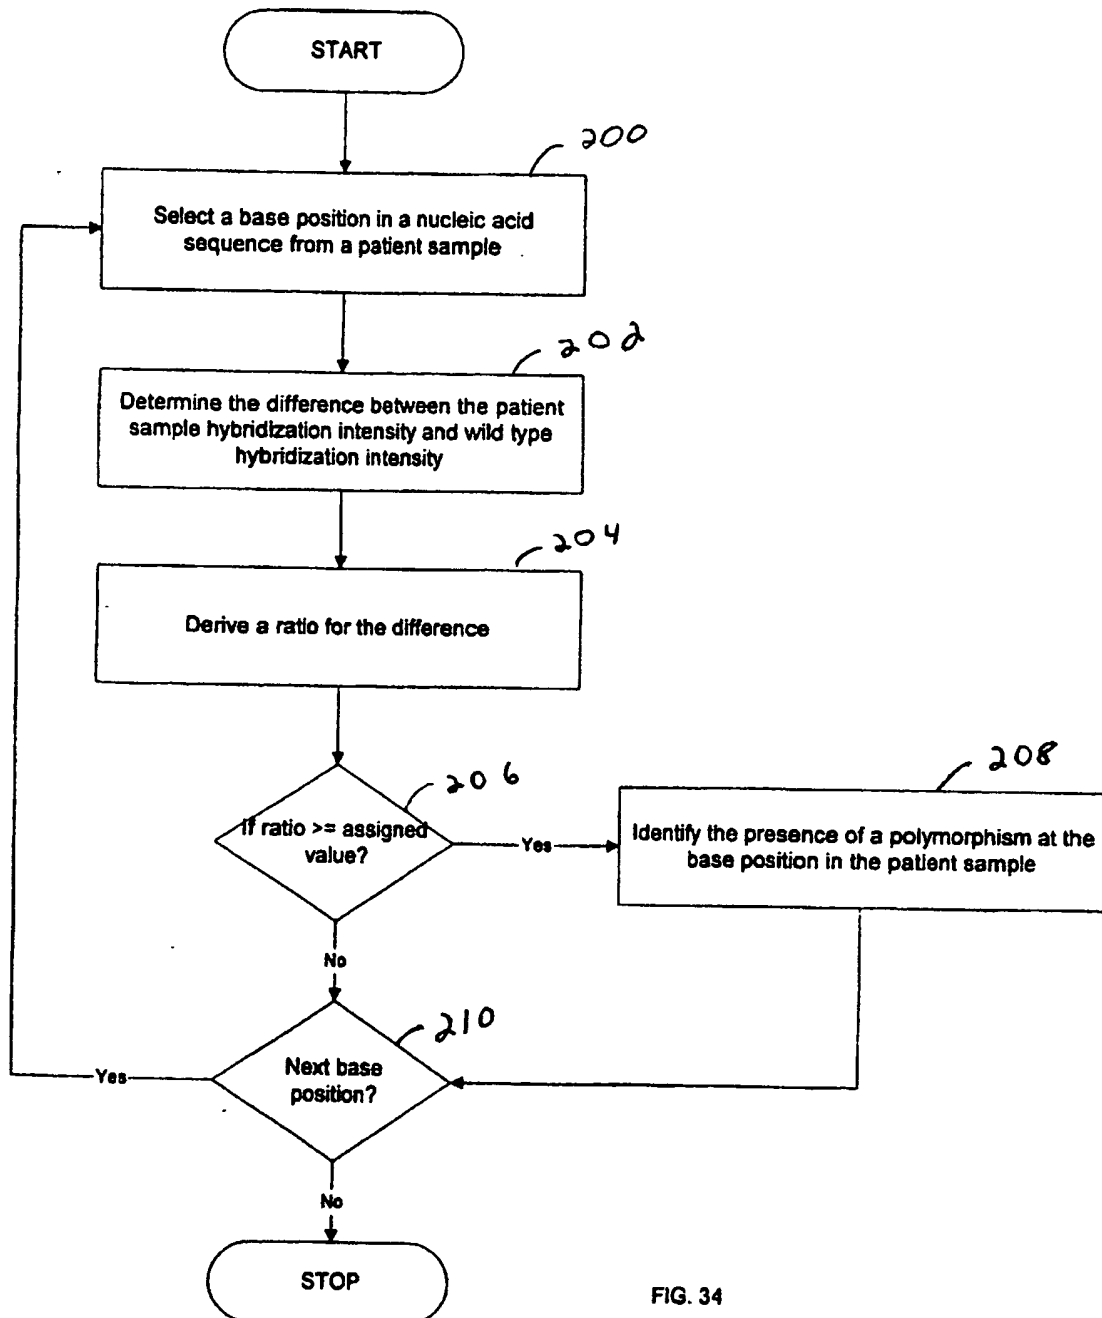 START
200
Select a base position in a nucleic acid
sequence from a patient sample
202
Determine the difference between the patient
sample hybridization intensity and wild type
hybridization intensity
204
Derive a ratio for the difference
206
If ratio >= assigned
value?
Yes
208
Identify the presence of a polymorphism at the
base position in the patient sample
No
210
Next base
position?
Yes
No
STOP
FIG. 34